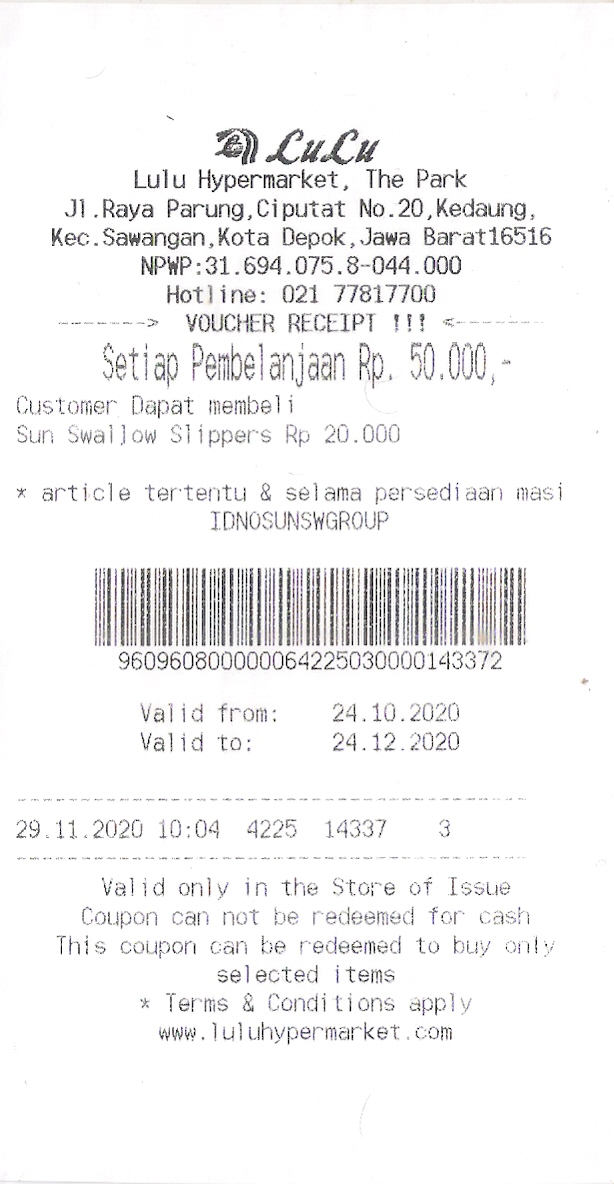 LuLu
Lulu Hypermarket, The Park
Jl.Raya Parung,Ciputat No.20,Kedaung,
Kec.Sawangan,Kota Depok,Jawa Barat16516
NPWP:31.694.075.8-044.000
Hotline: 021 77817700
-------> VOUCHER RECEIPT !!! <-------
Setiap Pembelanjaan Rp. 50.000,-
Customer Dapat membeli
Sun Swallow Slippers Rp 20.000
* article tertentu & selama persediaan masi
IDNOSUNSWGROUP
960960800000064225030000143372
Valid from: 24.10.2020
Valid to: 24.12.2020
29.11.2020 10:04 4225 14337 3
Valid only in the Store of Issue
Coupon can not be redeemed for cash
This coupon can be redeemed to buy only
selected items
* Terms & Conditions apply
www.luluhypermarket.com